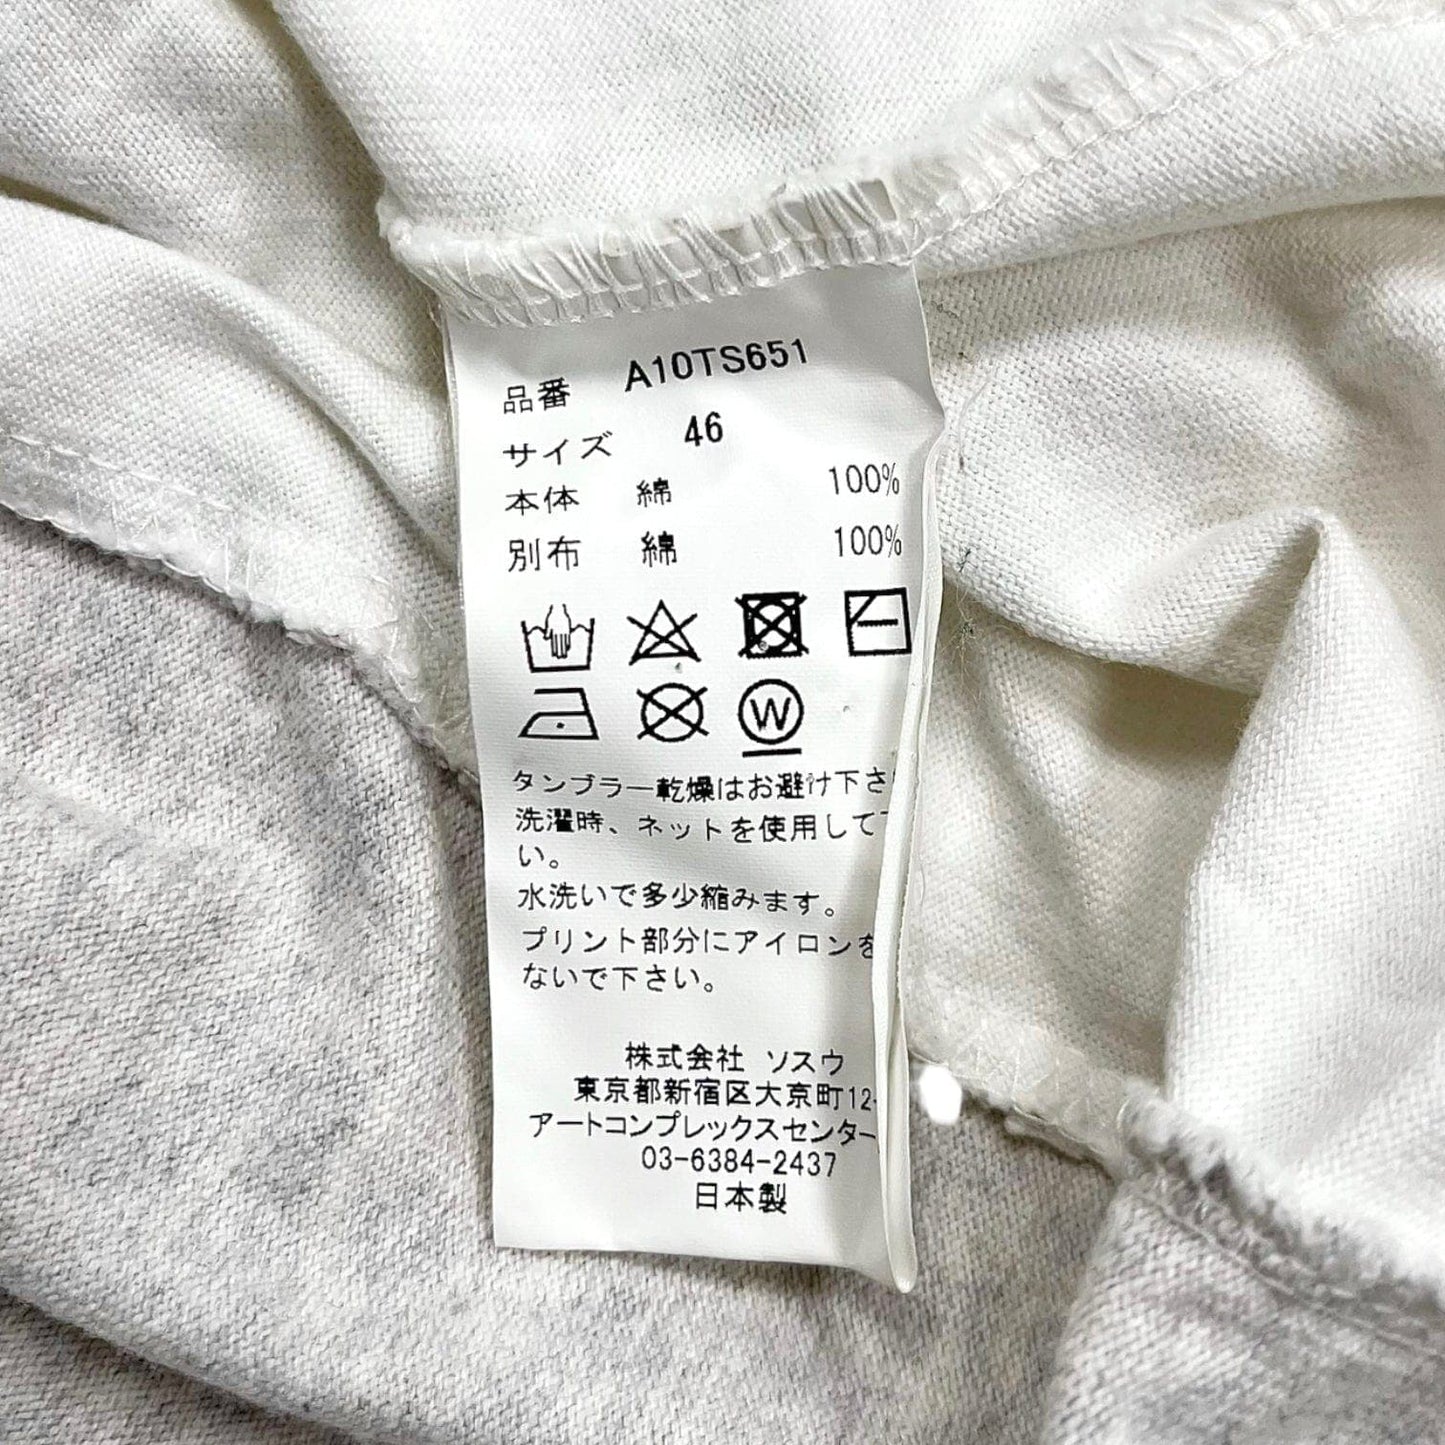 品番 A10TS651
サイズ 46
本体 綿 100%
別布 綿 100%
W
タンブラー乾燥はお避け下さ
洗濯時、ネットを使用して
い。
水洗いで多少縮みます。
プリント部分にアイロンを
ないで下さい。
株式会社 ソスウ
東京都新宿区大京町12-
アートコンプレックスセンター
03-6384-2437
日本製